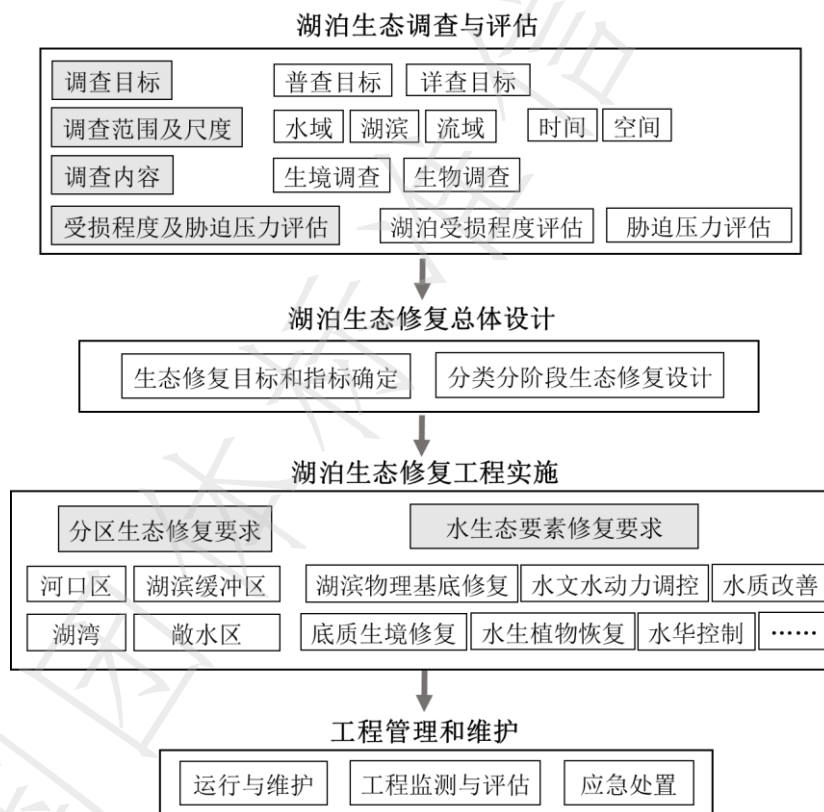 湖泊生态调查与评估
调查目标 普查目标 详查目标
调查范围及尺度 水域 湖滨 流域 时间 空间
调查内容 生境调查 生物调查
受损程度及胁迫压力评估 湖泊受损程度评估 胁迫压力评估
湖泊生态修复总体设计
生态修复目标和指标确定 分类分阶段生态修复设计
湖泊生态修复工程实施
分区生态修复要求 水生态要素修复要求
河口区 湖滨缓冲区 湖滨物理基底修复 水文水动力调控 水质改善
湖湾 敞水区 底质生境修复 水生植物恢复 水华控制 ……
工程管理和维护
运行与维护 工程监测与评估 应急处置